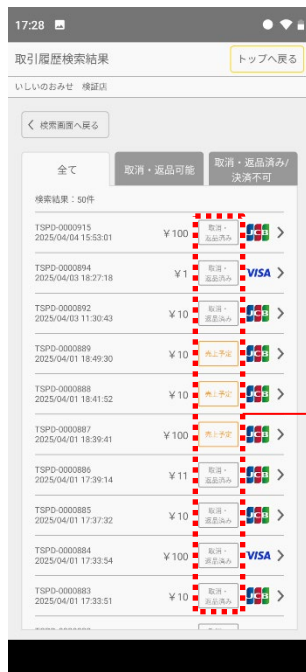 17:28
取引履歴検索結果
トップへ戻る
いしいのおみせ 検証店
検索画面へ戻る
全て
取消・返品可能
取消・返品済み/
決済不可
検索結果：50件
TSPD-0000915
2025/04/04 15:53:01
￥100
取消・
返品済み
JCB
TSPD-0000894
2025/04/03 18:27:18
￥1
取消・
返品済み
VISA
TSPD-0000892
2025/04/03 11:30:43
￥10
取消・
返品済み
JCB
TSPD-0000889
2025/04/01 18:49:30
￥10
売上予定
JCB
TSPD-0000888
2025/04/01 18:41:52
￥10
売上予定
JCB
TSPD-0000887
2025/04/01 18:39:41
￥100
売上予定
JCB
TSPD-0000886
2025/04/01 17:39:14
￥11
取消・
返品済み
JCB
TSPD-0000885
2025/04/01 17:37:32
￥10
取消・
返品済み
JCB
TSPD-0000884
2025/04/01 17:33:54
￥100
取消・
返品済み
VISA
TSPD-0000883
2025/04/01 17:33:51
￥10
取消・
返品済み
JCB